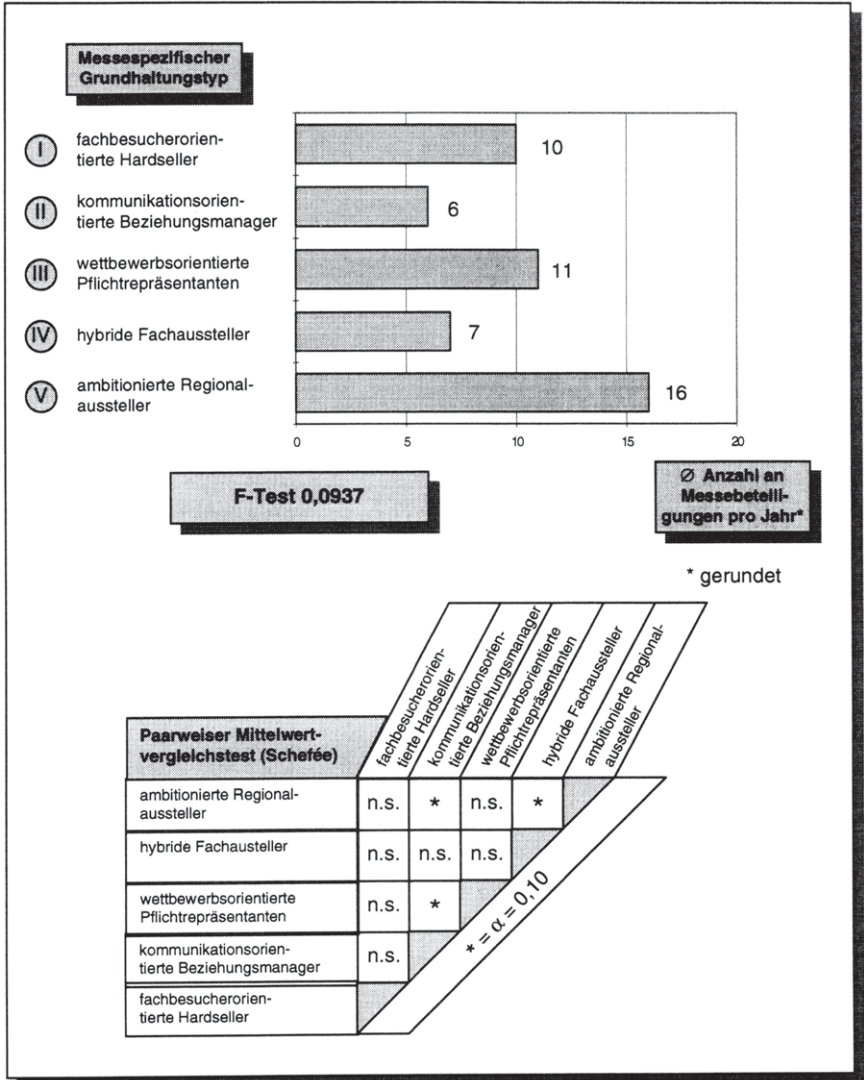 Messespezifischer
Grundhaltungstyp
I
fachbesucherorien-
tierte Hardseller
10
II
kommunikationsorien-
tierte Beziehungsmanager
6
III
wettbewerbsorientierte
Pflichtrepräsentanten
11
IV
hybride Fachaussteller
7
V
ambitionierte Regional-
aussteller
16
0 5 10 15 20
F-Test 0,0937
Ø Anzahl an
Messebeteili-
gungen pro Jahr*
* gerundet
fachbesucherorien-
tierte Hardseller
kommunikationsorien-
tierte Beziehungsmanager
wettbewerbsorientierte
Pflichtrepräsentanten
hybride Fachaussteller
ambitionierte Regional-
aussteller
Paarweiser Mittelwert-
vergleichstest (Scheffée)
ambitionierte Regional-
aussteller
n.s. * n.s. *
hybride Fachausteller
n.s. n.s. n.s.
wettbewerbsorientierte
Pflichtrepräsentanten
n.s. *
kommunikationsorien-
tierte Beziehungsmanager
n.s.
fachbesucherorien-
tierte Hardseller
* = α = 0,10